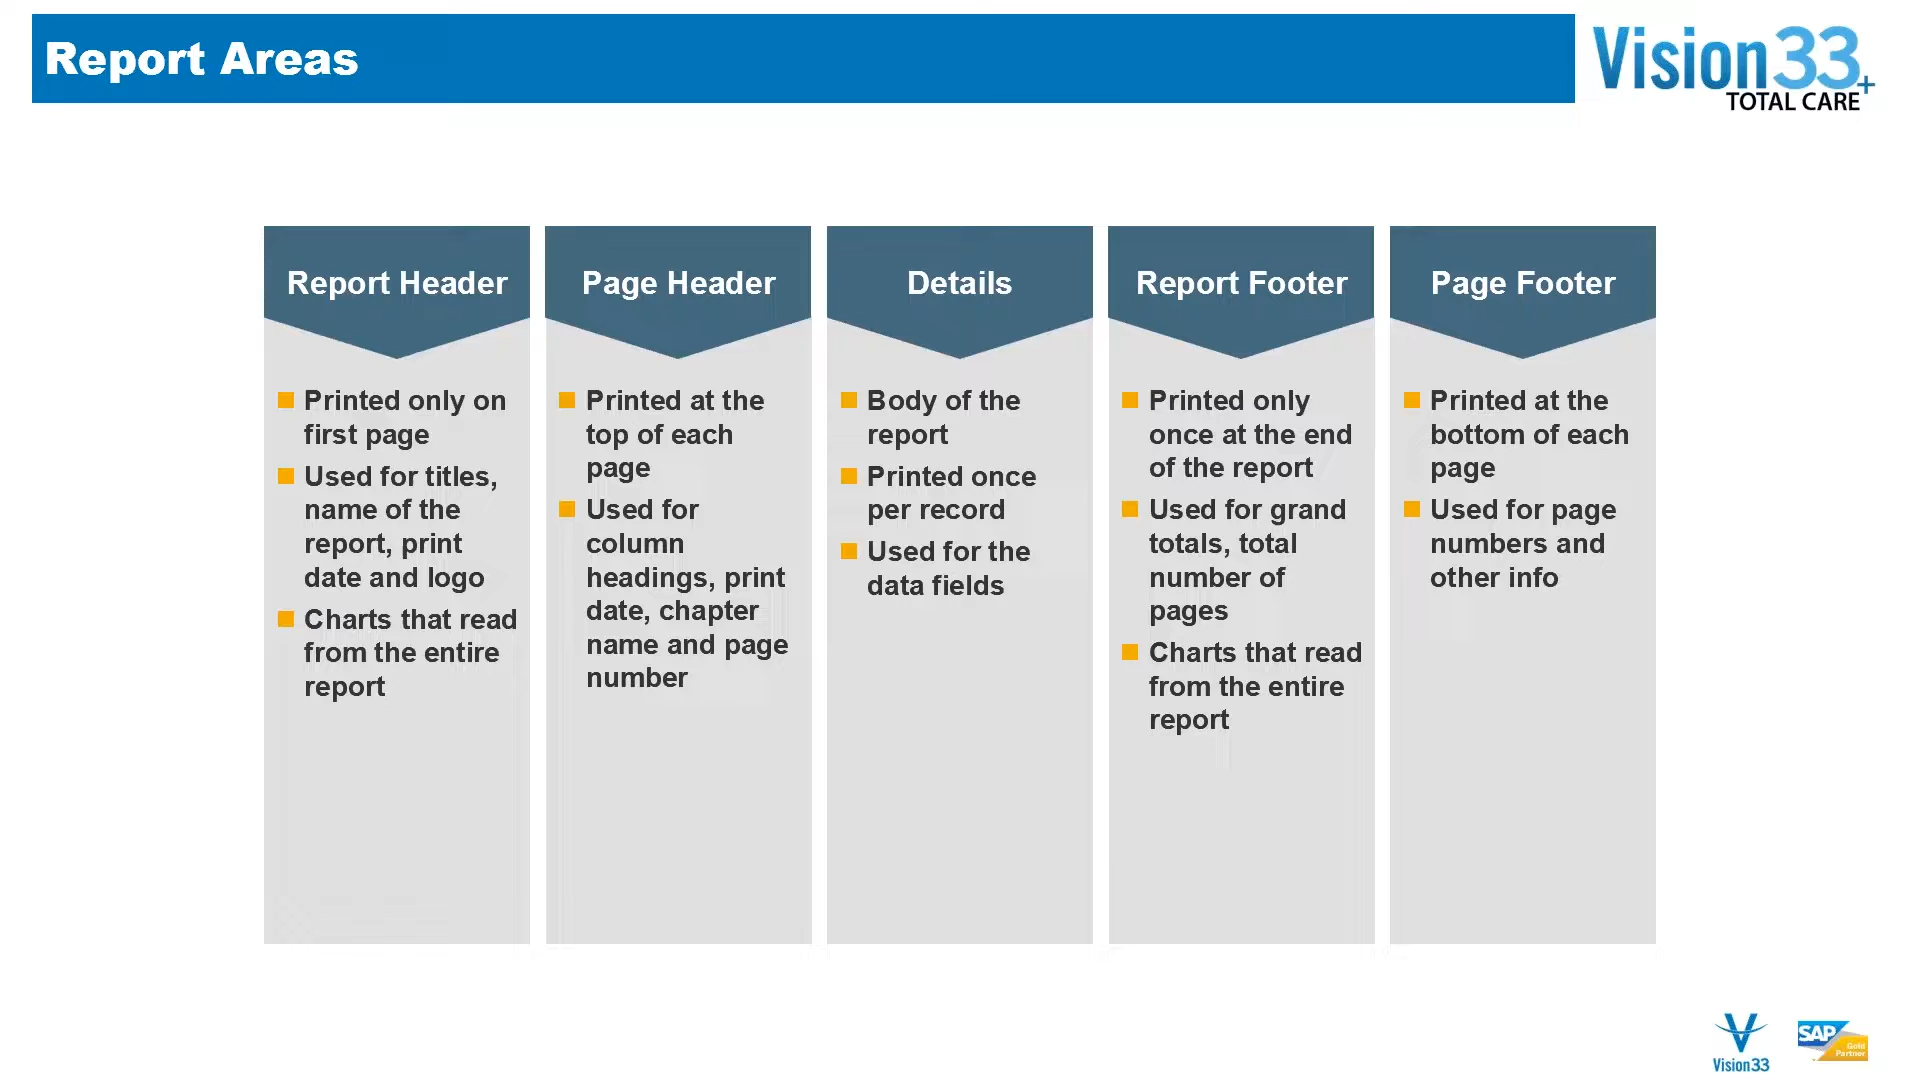 Report Areas
Vision33+
TOTAL CARE
Report Header
Printed only on
first page
Used for titles,
name of the
report, print
date and logo
Charts that read
from the entire
report
Page Header
Printed at the
top of each
page
Used for
column
headings, print
date, chapter
name and page
number
Details
Body of the
report
Printed once
per record
Used for the
data fields
Report Footer
Printed only
once at the end
of the report
Used for grand
totals, total
number of
pages
Charts that read
from the entire
report
Page Footer
Printed at the
bottom of each
page
Used for page
numbers and
other info
Vision33
SAP
Gold
Partner